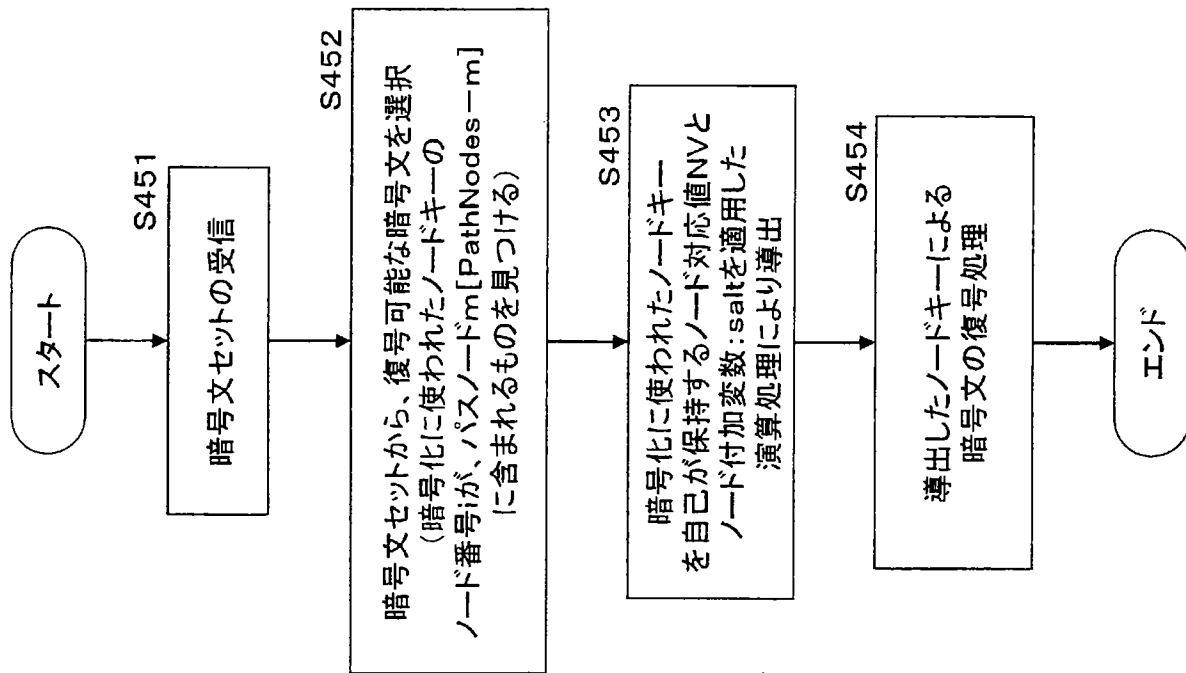 スタート
S451
暗号文セットの受信
S452
暗号文セットから、復号可能な暗号文を選択
(暗号化に使われたノードキーの
ノード番号iが、パスノードm[PathNodes－m]
に含まれるものを見つける)
S453
暗号化に使われたノードキー
を自己が保持するノード対応値NVと
ノード付加変数:saltを適用した
演算処理により導出
S454
導出したノードキーによる
暗号文の復号処理
エンド